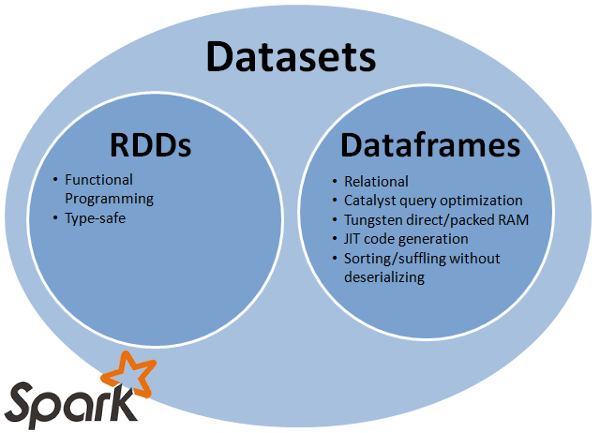 Datasets
RDDs
• Functional
Programming
• Type-safe
Dataframes
• Relational
• Catalyst query optimization
• Tungsten direct/packed RAM
• JIT code generation
• Sorting/suffling without
deserializing
Spark